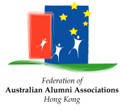 Federation of
Australian Alumni Associations
Hong Kong